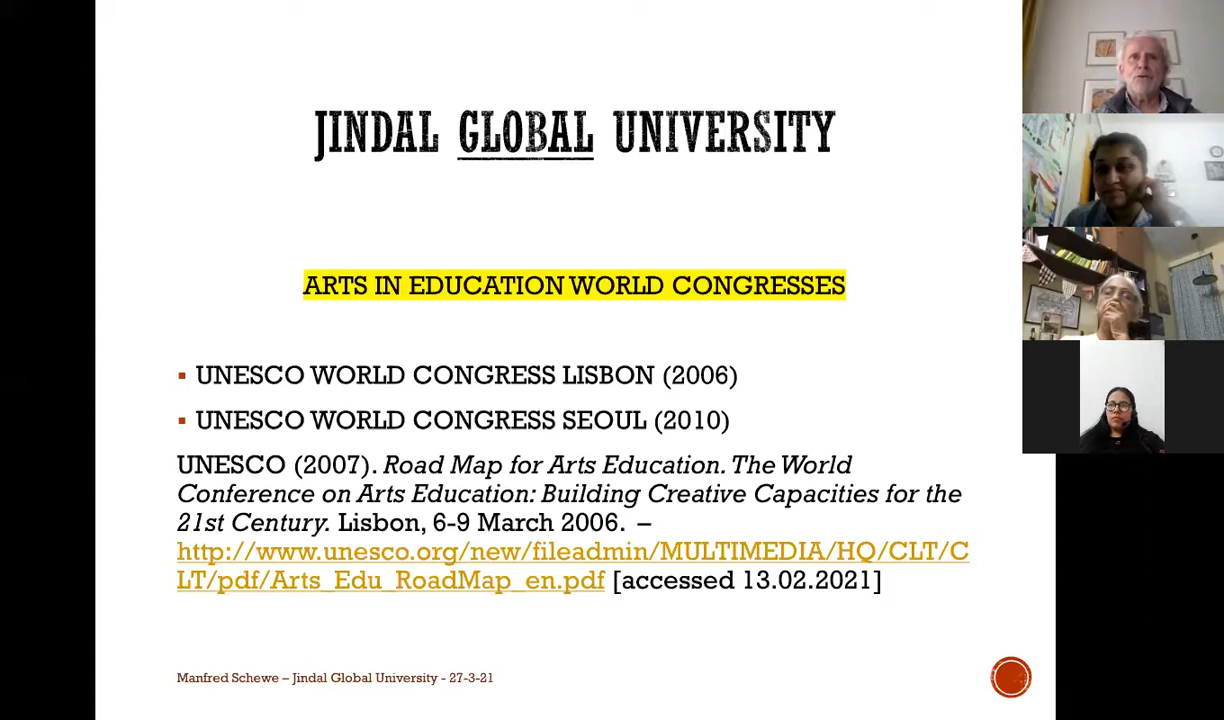 JINDAL GLOBAL UNIVERSITY
ARTS IN EDUCATION WORLD CONGRESSES
▪ UNESCO WORLD CONGRESS LISBON (2006)
▪ UNESCO WORLD CONGRESS SEOUL (2010)
UNESCO (2007). Road Map for Arts Education. The World
Conference on Arts Education: Building Creative Capacities for the
21st Century. Lisbon, 6-9 March 2006. –
http://www.unesco.org/new/fileadmin/MULTIMEDIA/HQ/CLT/C
LT/pdf/Arts_Edu_RoadMap_en.pdf [accessed 13.02.2021]
Manfred Schewe – Jindal Global University - 27-3-21